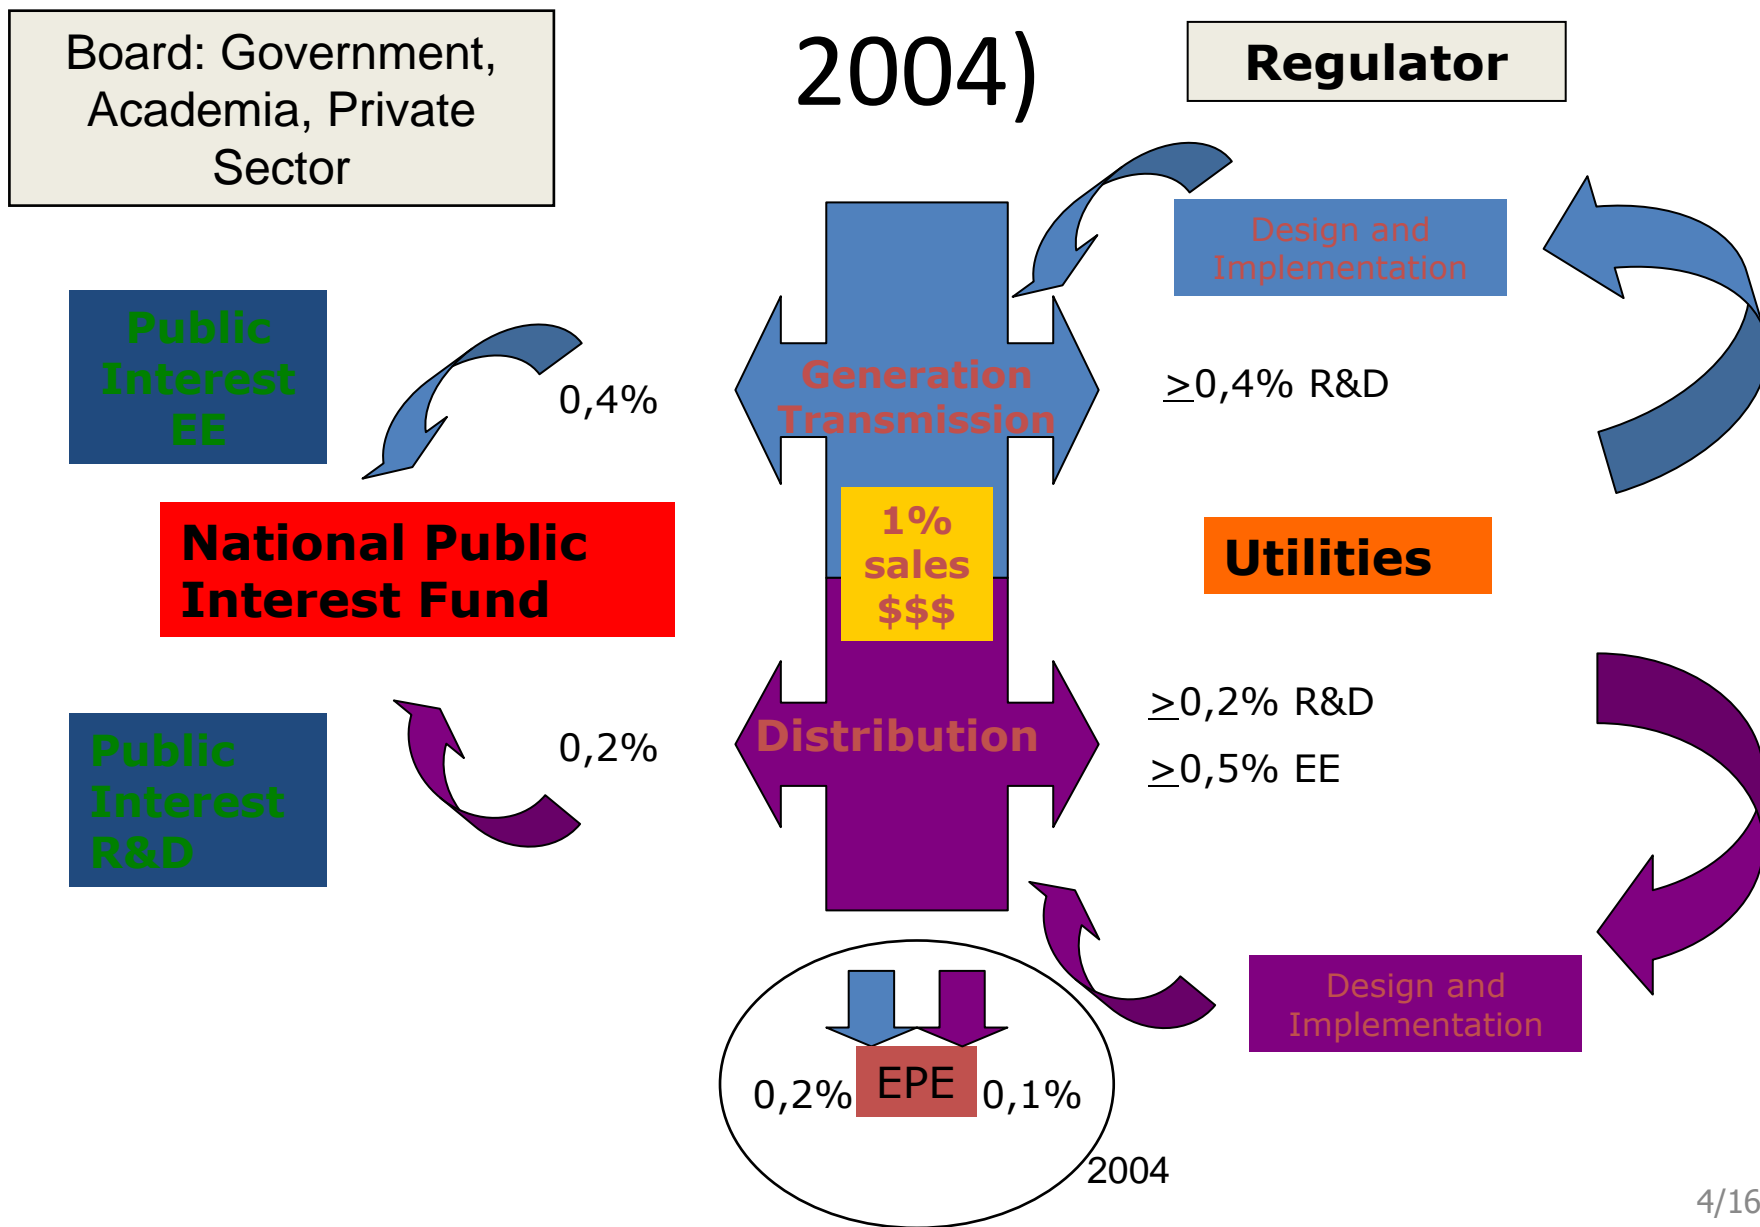 Board: Government,
Academia, Private
Sector
2004)
Regulator
Design and
Implementation
Public
Interest
EE
0,4%
Generation
Transmission
>0,4% R&D
National Public
Interest Fund
1%
sales
$$$
Utilities
Public
Interest
R&D
0,2%
Distribution
>0,2% R&D
>0,5% EE
Design and
Implementation
0,2%
EPE
0,1%
2004
4/16